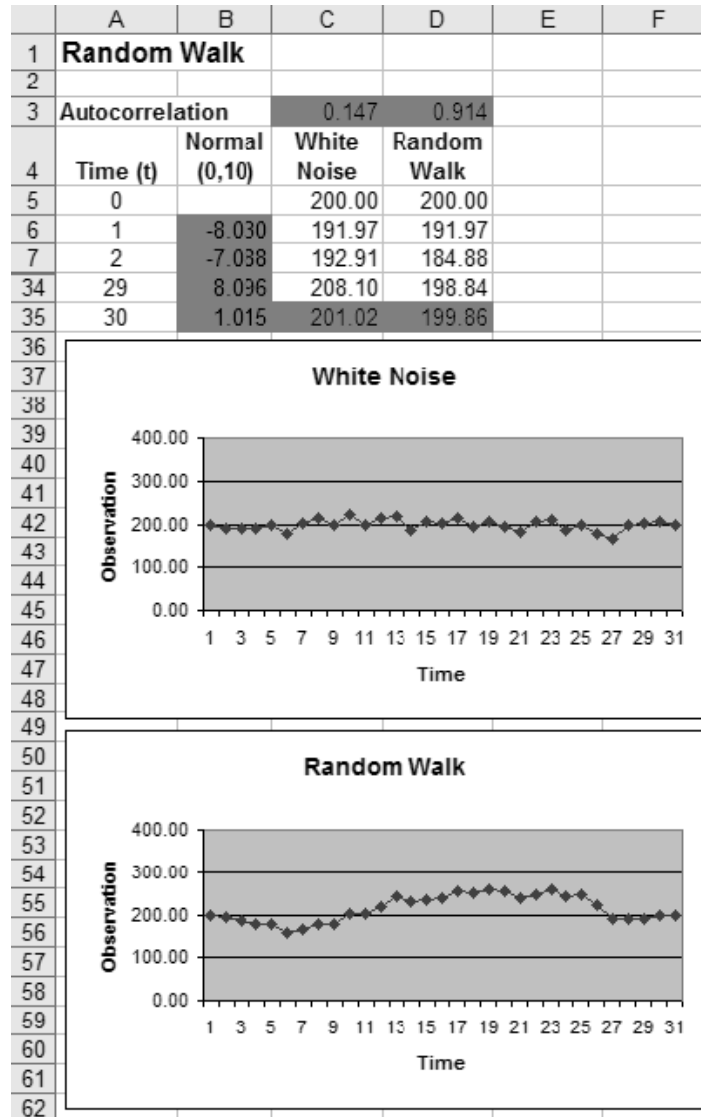 A B C D E F
1 Random Walk
2
3 Autocorrelation 0.147 0.914
Normal White Random
4 Time (t) (0,10) Noise Walk
5 0 200.00 200.00
6 1 -8.030 191.97 191.97
7 2 -7.088 192.91 184.88
34 29 8.096 208.10 198.84
35 30 1.015 201.02 199.86
36
37 White Noise
38
39 400.00
40
41 300.00
42 200.00
43
44 100.00
45 0.00
46 1 3 5 7 9 11 13 15 17 19 21 23 25 27 29 31
47 Time
48
Observation
49
50 Random Walk
51
52
53 400.00
54 300.00
55
56 200.00
57 100.00
58 0.00
59 1 3 5 7 9 11 13 15 17 19 21 23 25 27 29 31
60 Time
61
62
Observation